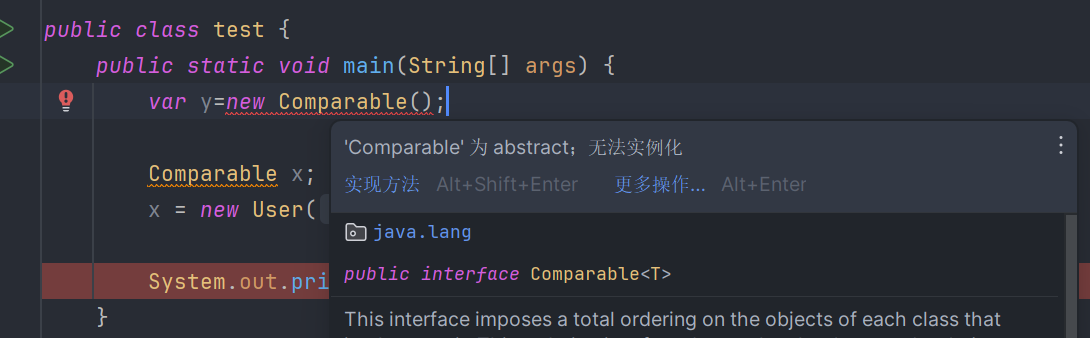 public class test {
public static void main(String[] args) {
var y=new Comparable();
'Comparable' 为 abstract；无法实例化
Comparable x;
实现方法 Alt+Shift+Enter 更多操作... Alt+Enter
x = new User(
java.lang
public interface Comparable<T>
System.out.pri
}
This interface imposes a total ordering on the objects of each class that